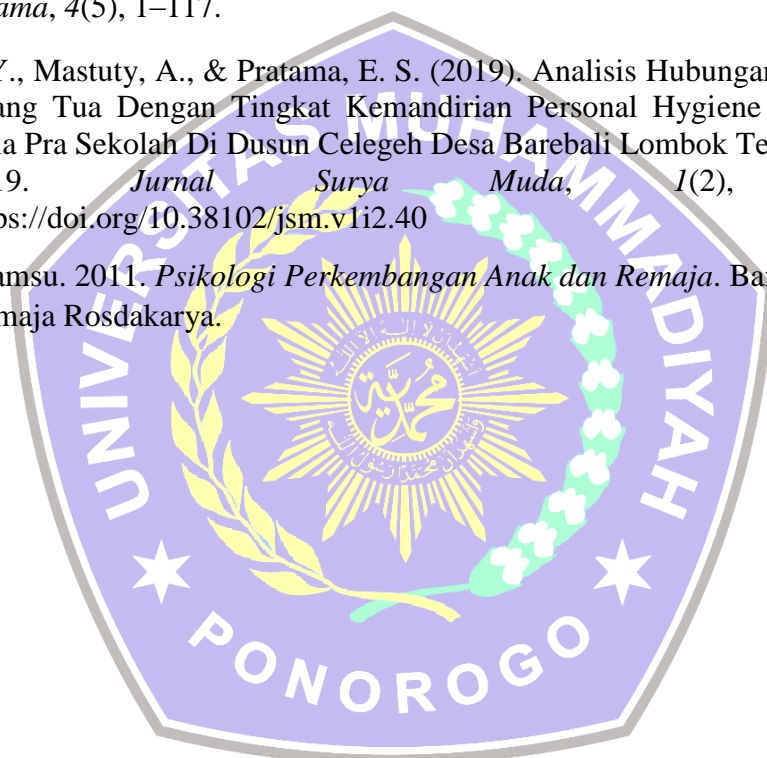 ama, 4(5), 1–117.
Y., Mastuty, A., & Pratama, E. S. (2019). Analisis Hubungan
ang Tua Dengan Tingkat Kemandirian Personal Hygiene
a Pra Sekolah Di Dusun Celegeh Desa Barebali Lombok Te
19. Jurnal Surya Muda, 1(2),
ps://doi.org/10.38102/jsm.v1i2.40
amsu. 2011. Psikologi Perkembangan Anak dan Remaja. Ba
maja Rosdakarya.
UNIVERSITAS MUHAMMADIYAH
محمدية
PONOROGO